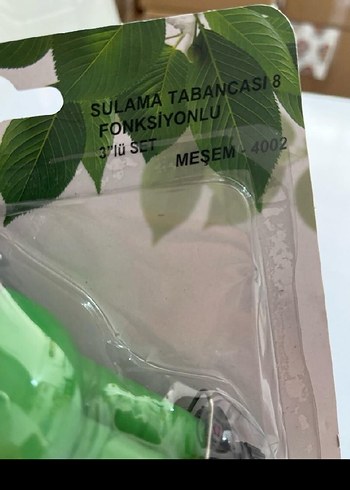 SULAMA TABANCASI 8
FONKSİYONLU
3"lü SET
MEŞEM - 4002